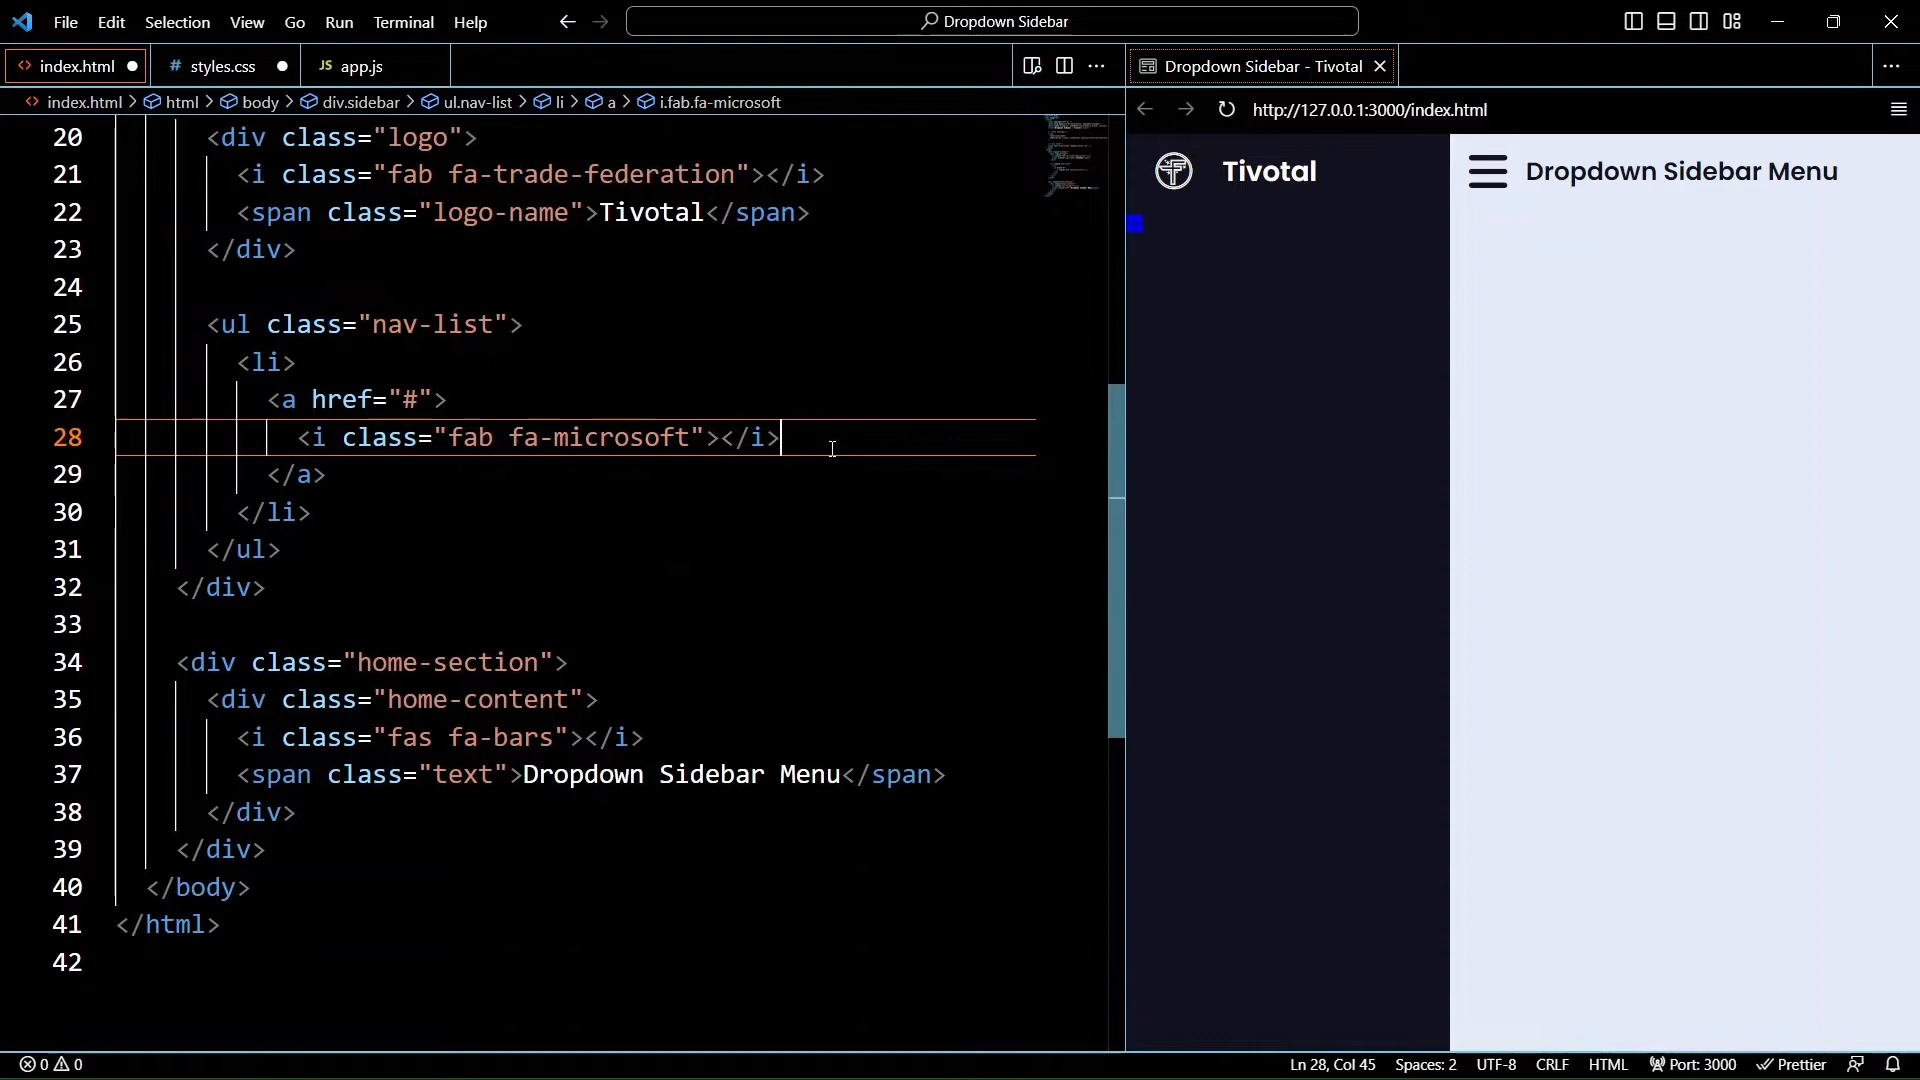 File Edit Selection View Go Run Terminal Help
Dropdown Sidebar
index.html
# styles.css
JS app.js
Dropdown Sidebar - Tivotal
index.html > html > body > div.sidebar > ul.nav-list > li > a > i.fab.fa-microsoft
http://127.0.0.1:3000/index.html
20 <div class="logo">
21 <i class="fab fa-trade-federation"></i>
22 <span class="logo-name">Tivotal</span>
23 </div>
24
25 <ul class="nav-list">
26 <li>
27 <a href="#">
28 <i class="fab fa-microsoft"></i>
29 </a>
30 </li>
31 </ul>
32 </div>
33
34 <div class="home-section">
35 <div class="home-content">
36 <i class="fas fa-bars"></i>
37 <span class="text">Dropdown Sidebar Menu</span>
38 </div>
39 </div>
40 </body>
41 </html>
42
Tivotal
Dropdown Sidebar Menu
0 0
Ln 28, Col 45 Spaces: 2 UTF-8 CRLF HTML Port: 3000 Prettier